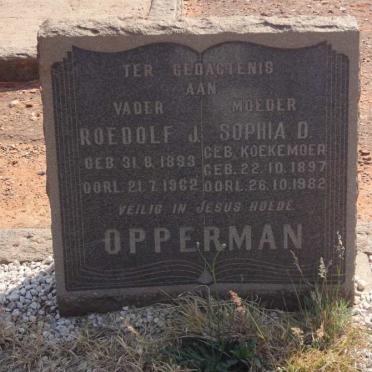 TER GEDAGTENIS
AAN
VADER
ROEDOLF J.
GEB. 31.8.1893
OORL. 21.7.1962
MOEDER
SOPHIA D.
GEB. KOEKEMOER
GEB. 22.10.1897
OORL. 26.10.1982
VEILIG IN JESUS HOEDE
OPPERMAN